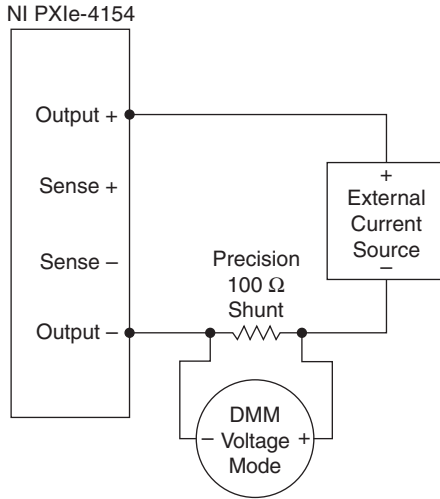 NI PXIe-4154
Output +
Sense +
Sense –
Output –
+
External
Current
Source
–
Precision
100 Ω
Shunt
DMM
– Voltage +
Mode